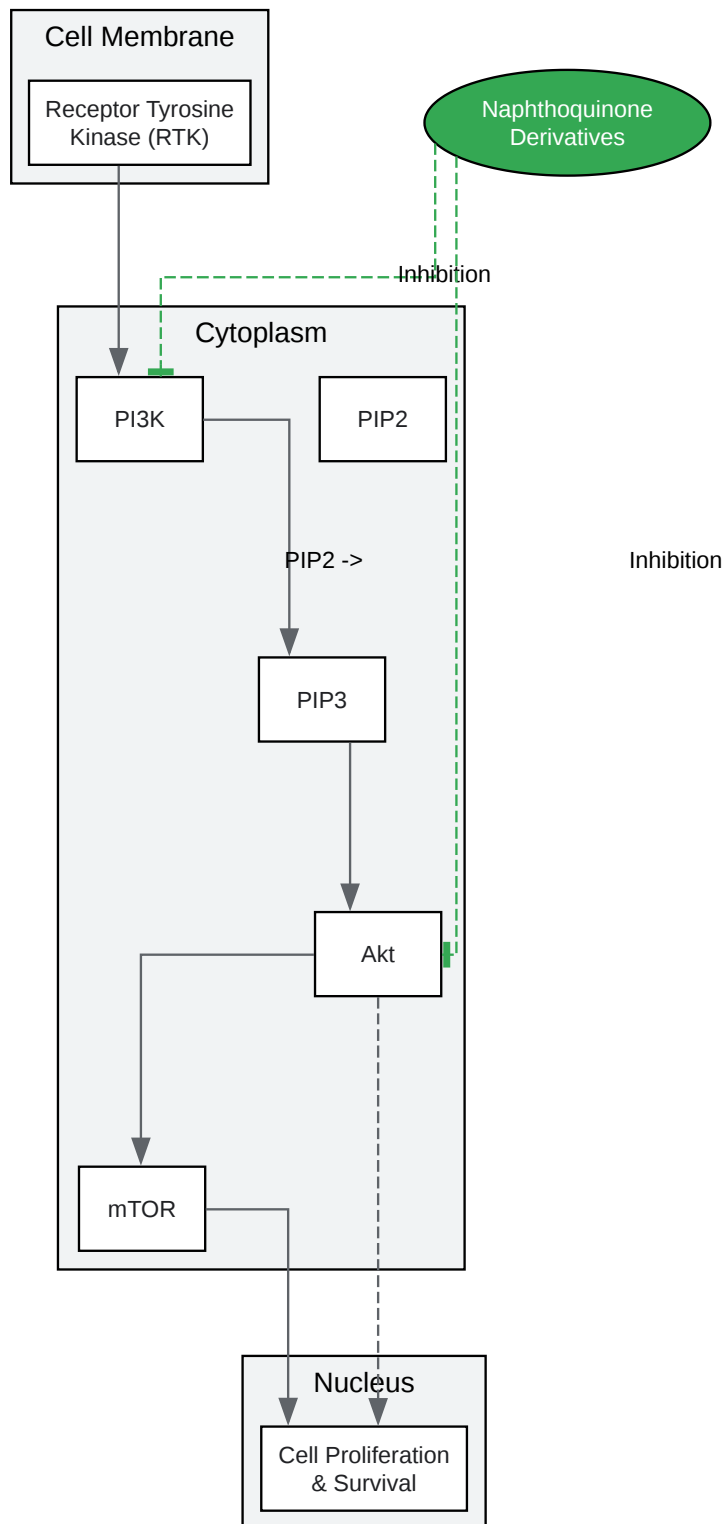 Cell Membrane
Receptor Tyrosine
Kinase (RTK)
Naphthoquinone
Derivatives
Inhibition
Cytoplasm
PI3K
PIP2
PIP2 ->
Inhibition
PIP3
Akt
mTOR
Nucleus
Cell Proliferation
& Survival